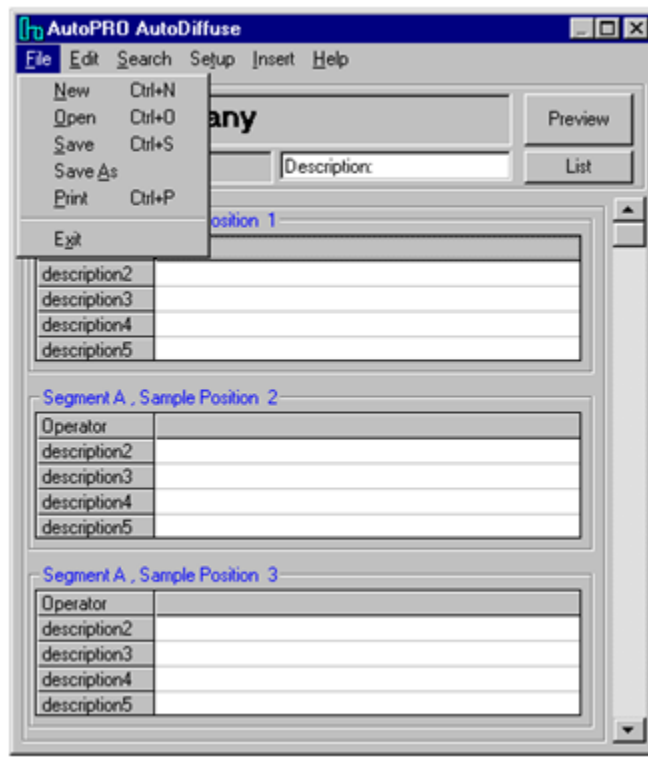 AutoPRO AutoDiffuse
File Edit Search Setup Insert Help
New Ctrl+N
Open Ctrl+O
Save Ctrl+S
Save As
Print Ctrl+P
Exit
any
Preview
Description:
List
osition 1
description2
description3
description4
description5
Segment A , Sample Position 2
Operator
description2
description3
description4
description5
Segment A , Sample Position 3
Operator
description2
description3
description4
description5